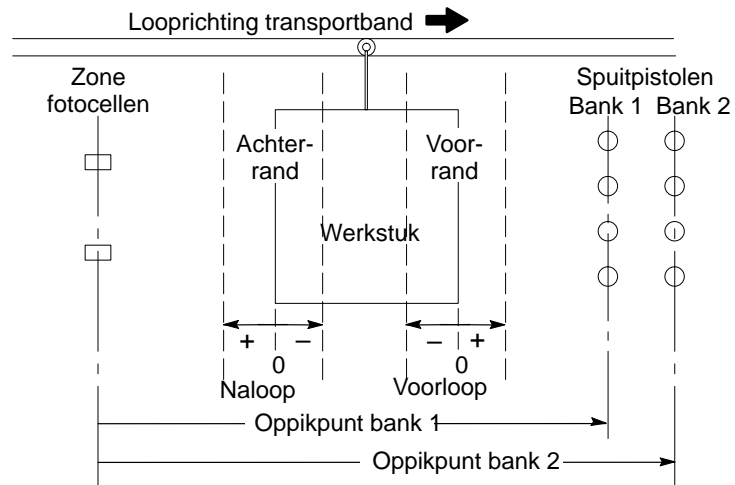 Looprichting transportband
Zone
fotocellen
Spuitpistolen
Bank 1 Bank 2
Achter-
rand
Voor-
rand
Werkstuk
+ – – +
0 0
Naloop Voorloop
Oppikpunt bank 1
Oppikpunt bank 2